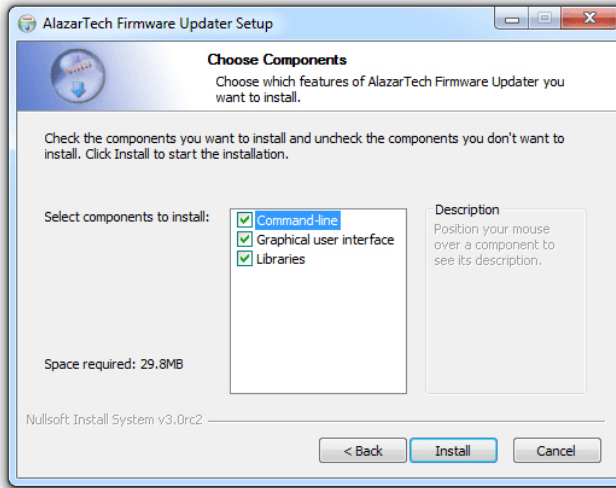 AlazarTech Firmware Updater Setup
Choose Components
Choose which features of AlazarTech Firmware Updater you
want to install.
Check the components you want to install and uncheck the components you don't want to
install. Click Install to start the installation.
Select components to install:
Command-line
Graphical user interface
Libraries
Description
Position your mouse
over a component to
see its description.
Space required: 29.8MB
Nullsoft Install System v3.0rc2
< Back
Install
Cancel